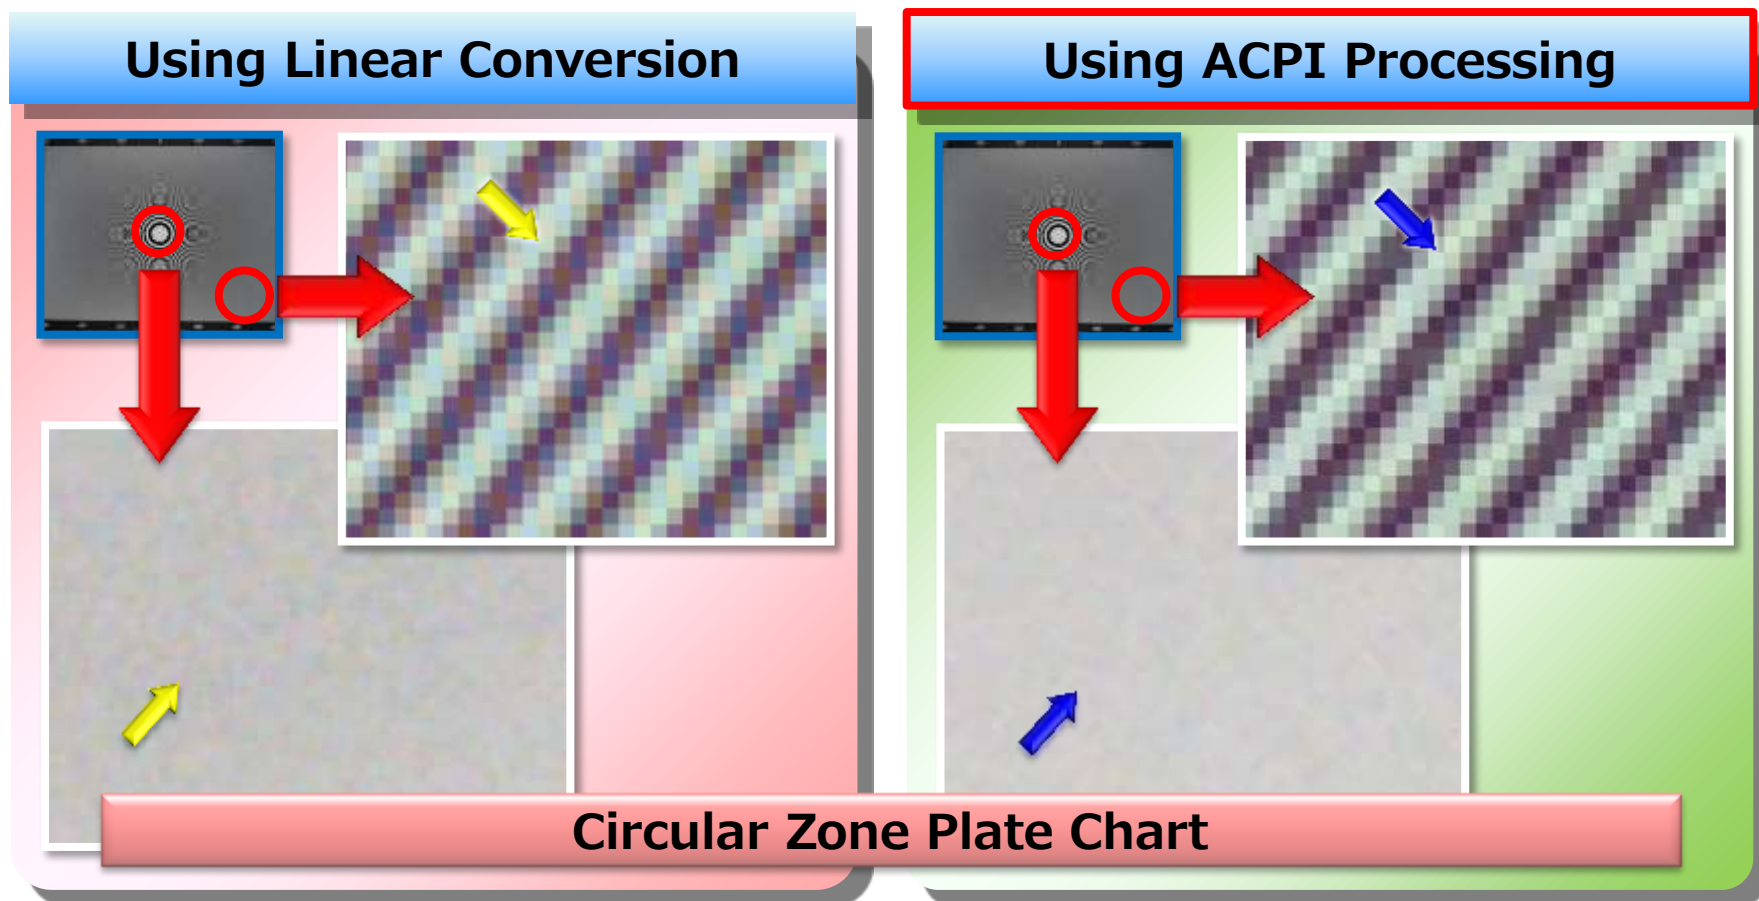 Using Linear Conversion
Using ACPI Processing
Circular Zone Plate Chart